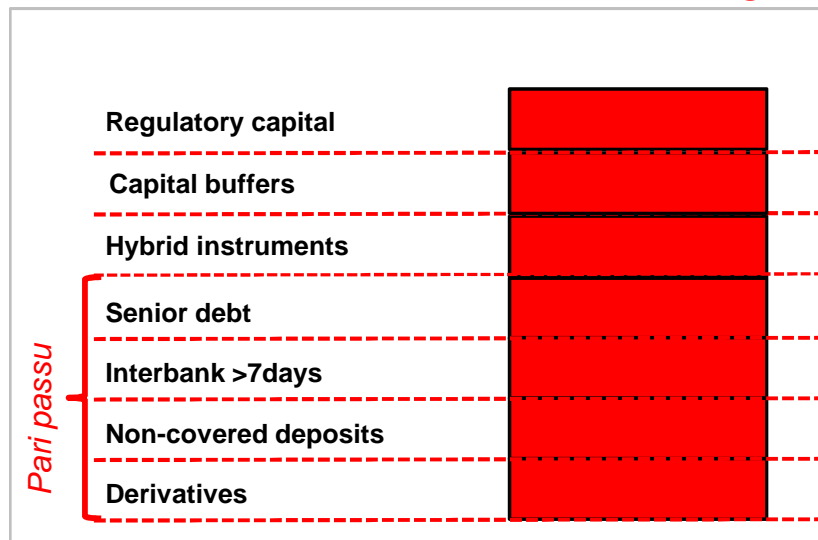 Regulatory capital
Capital buffers
Hybrid instruments
Senior debt
Interbank >7days
Non-covered deposits
Derivatives
Pari passu